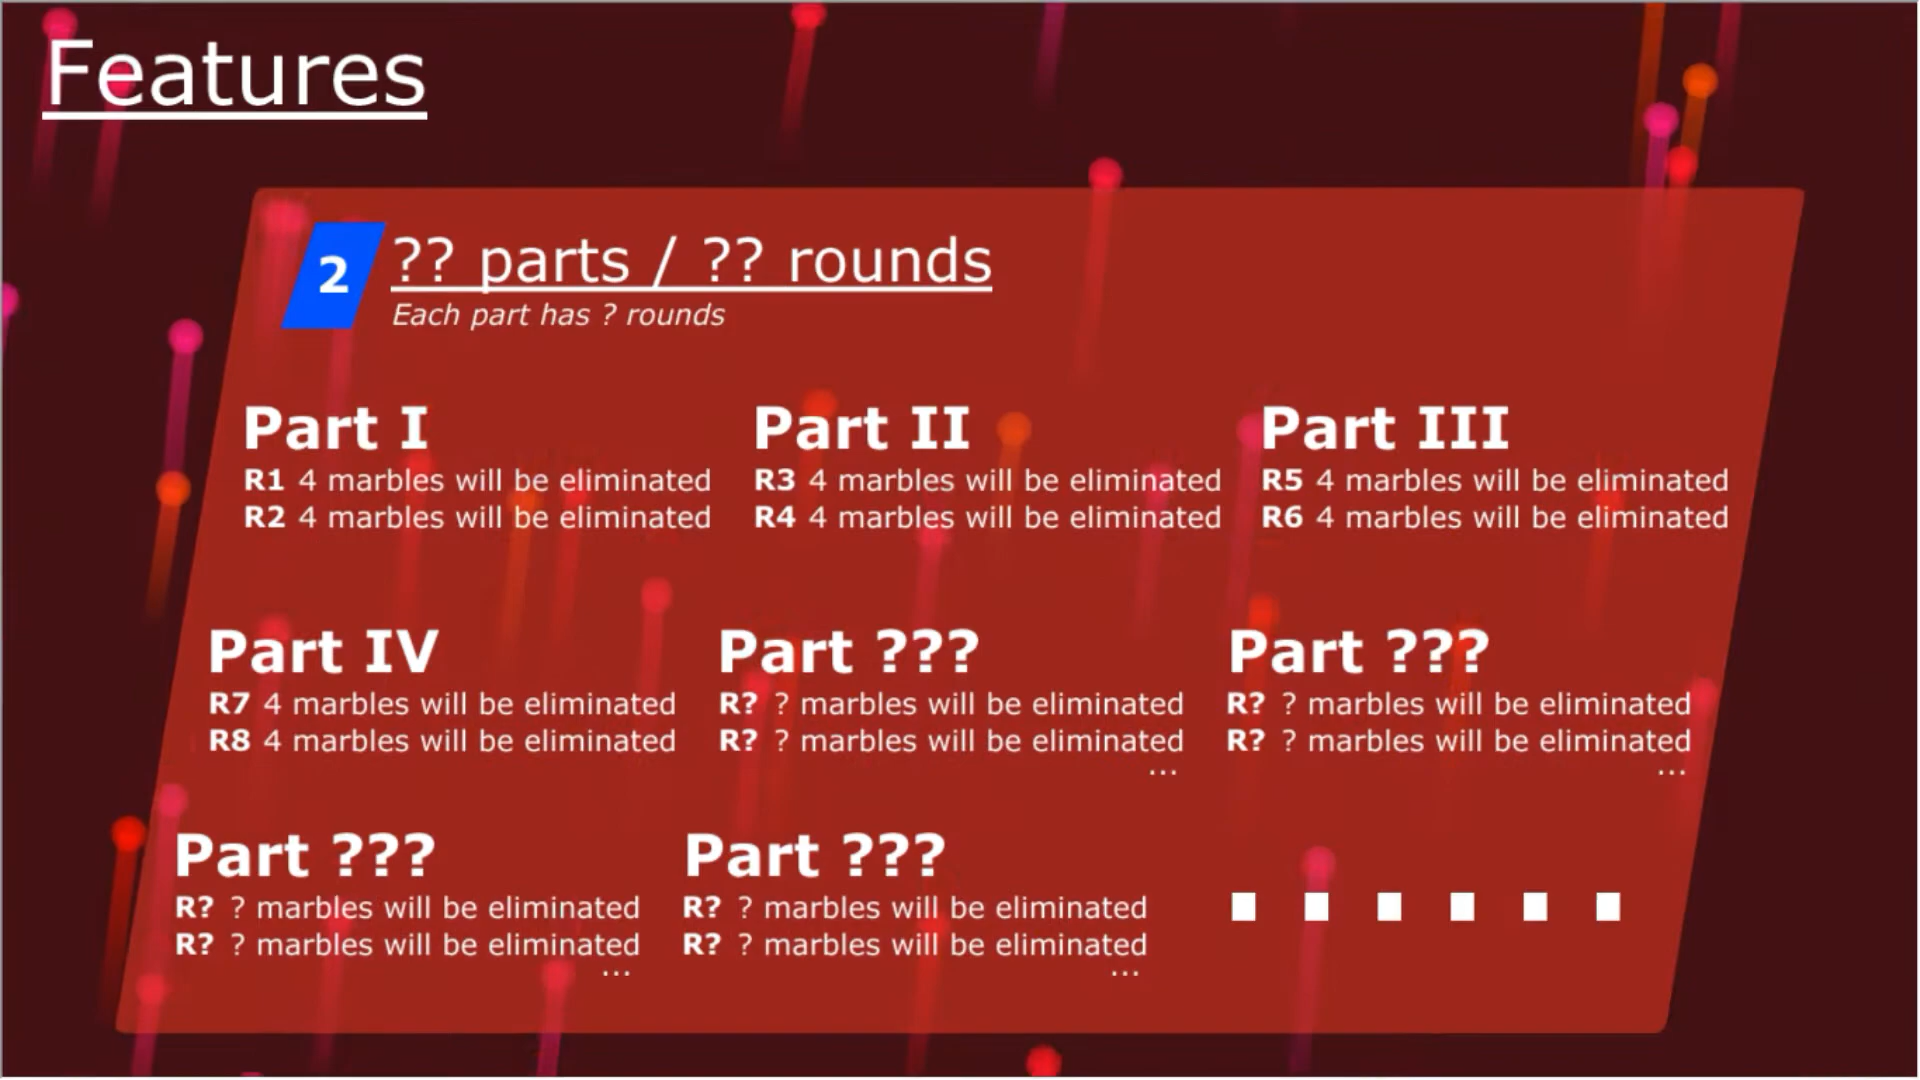 Features
2
?? parts / ?? rounds
Each part has ? rounds
Part I
R1 4 marbles will be eliminated
R2 4 marbles will be eliminated
Part II
R3 4 marbles will be eliminated
R4 4 marbles will be eliminated
Part III
R5 4 marbles will be eliminated
R6 4 marbles will be eliminated
Part IV
R7 4 marbles will be eliminated
R8 4 marbles will be eliminated
Part ???
R? ? marbles will be eliminated
R? ? marbles will be eliminated
...
Part ???
R? ? marbles will be eliminated
R? ? marbles will be eliminated
...
Part ???
R? ? marbles will be eliminated
R? ? marbles will be eliminated
...
Part ???
R? ? marbles will be eliminated
R? ? marbles will be eliminated
...
. . . . . .